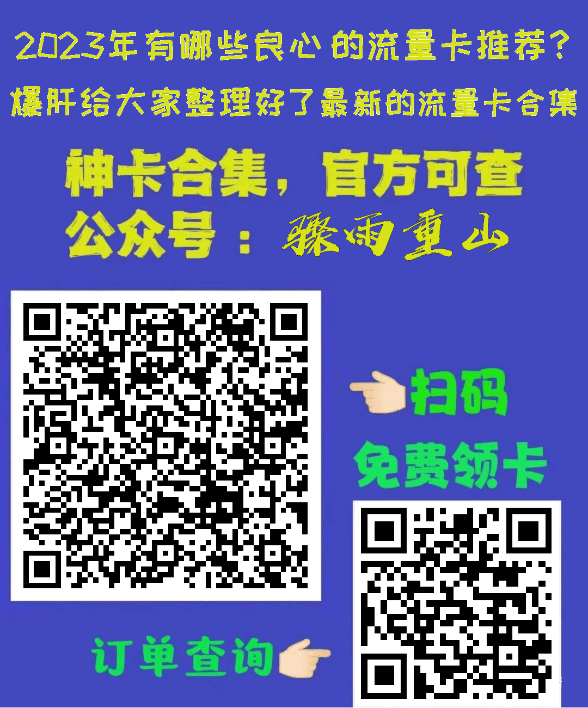 2023年有哪些良心的流量卡推荐?
爆肝给大家整理好了最新的流量卡合集
神卡合集，官方可查
公众号：骤雨重山
扫码
免费领卡
订单查询